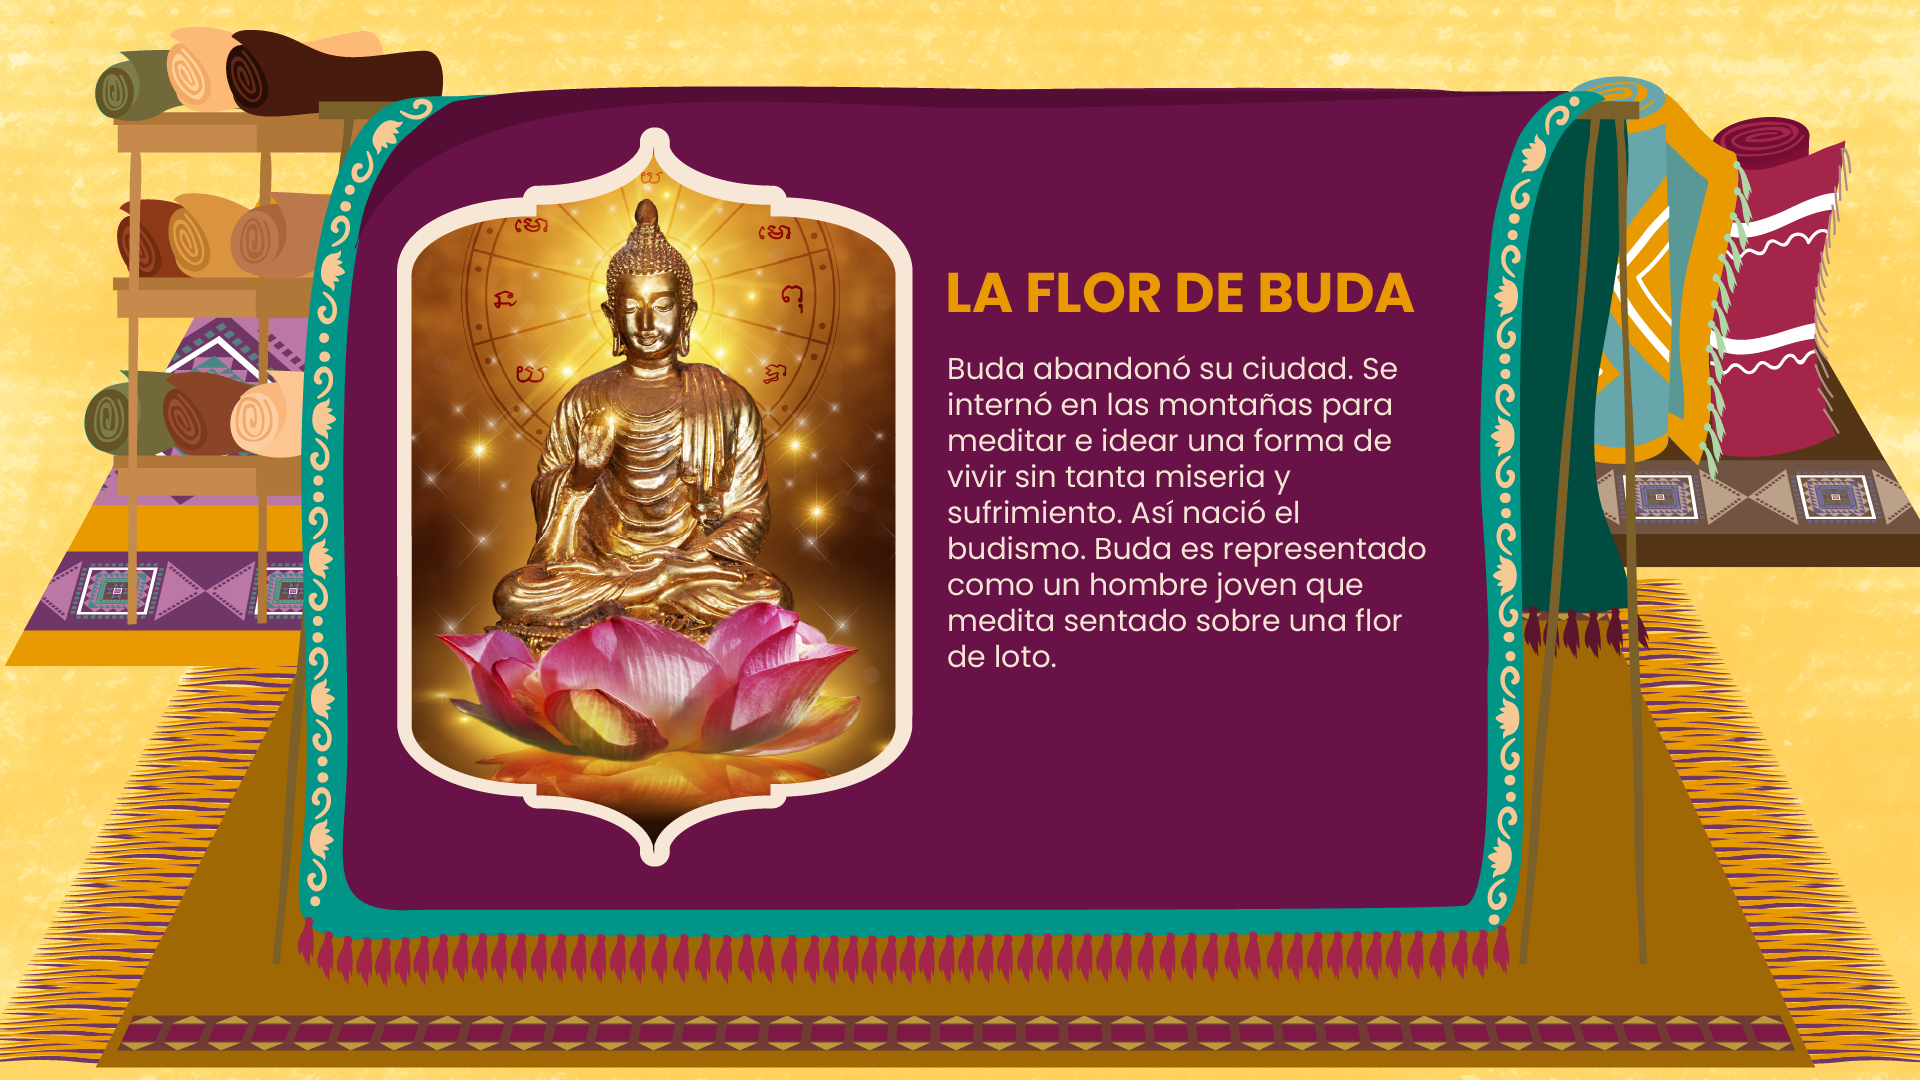 LA FLOR DE BUDA
Buda abandonó su ciudad. Se
internó en las montañas para
meditar e idear una forma de
vivir sin tanta miseria y
sufrimiento. Así nació el
budismo. Buda es representado
como un hombre joven que
medita sentado sobre una flor
de loto.